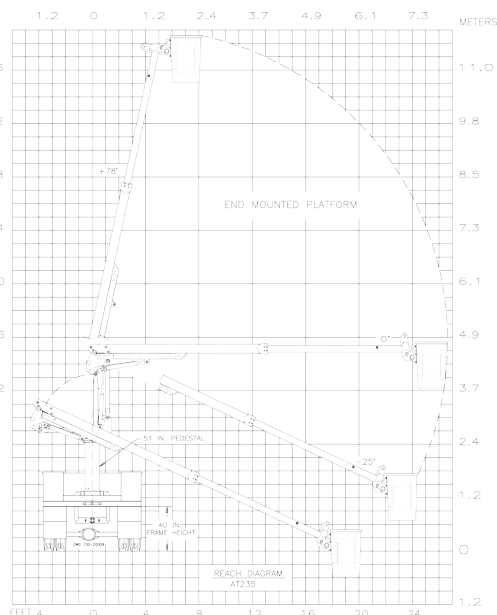 1.2 0 1.2 2.4 3.7 4.9 6.1 7.3
METERS
11.0
9.8
+78°
8.5
END MOUNTED PLATFORM
7.3
6.1
0°
4.9
3.7
2.4
51 IN. PEDESTAL
25°
1.2
40 IN.
FRAME HEIGHT
0
REACH DIAGRAM
AT235
1.2
FEET 4 0 4 8 12 16 20 24